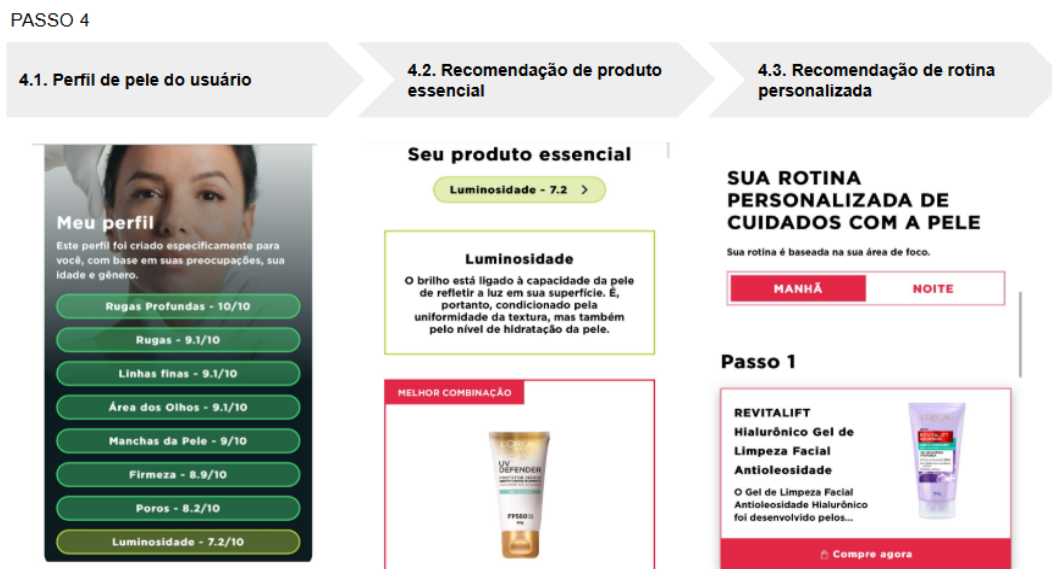 PASSO 4
4.1. Perfil de pele do usuário
4.2. Recomendação de produto
essencial
4.3. Recomendação de rotina
personalizada
Meu perfil
Este perfil foi criado especificamente para
você, com base em suas preocupações, sua
idade e gênero.
Rugas Profundas - 10/10
Rugas - 9.1/10
Linhas finas - 9.1/10
Área dos Olhos - 9.1/10
Manchas da Pele - 9/10
Firmeza - 8.9/10
Poros - 8.2/10
Luminosidade - 7.2/10
Seu produto essencial
Luminosidade - 7.2 >
Luminosidade
O brilho está ligado à capacidade da pele
de refletir a luz em sua superfície. É,
portanto, condicionado pela
uniformidade da textura, mas também
pelo nível de hidratação da pele.
MELHOR COMBINAÇÃO
L'ORÉAL
UV
DEFENDER
FPS60
SUA ROTINA
PERSONALIZADA DE
CUIDADOS COM A PELE
Sua rotina é baseada na sua área de foco.
MANHÃ
NOITE
Passo 1
REVITALIFT
Hialurônico Gel de
Limpeza Facial
Antioleosidade
O Gel de Limpeza Facial
Antioleosidade Hialurônico
foi desenvolvido pelos...
L'ORÉAL
REVITALIFT
Compre agora